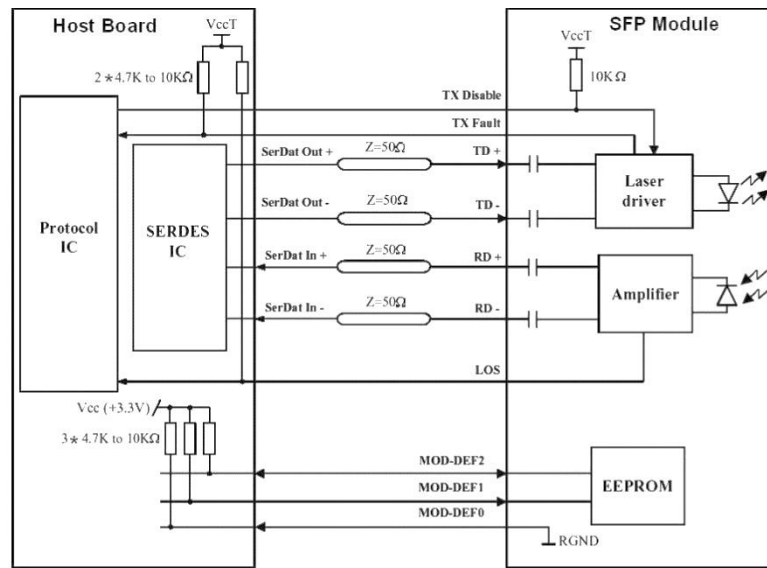 Host Board
SFP Module
VccT
VccT
2*4.7K to 10KΩ
10KΩ
TX Disable
TX Fault
SerDat Out +
Z=50Ω
TD +
Laser
driver
SerDat Out -
Z=50Ω
TD -
Protocol
IC
SERDES
IC
SerDat In +
Z=50Ω
RD +
Amplifier
SerDat In -
Z=50Ω
RD -
LOS
Vcc (+3.3V)
3*4.7K to 10KΩ
MOD-DEF2
EEPROM
MOD-DEF1
MOD-DEF0
RGND